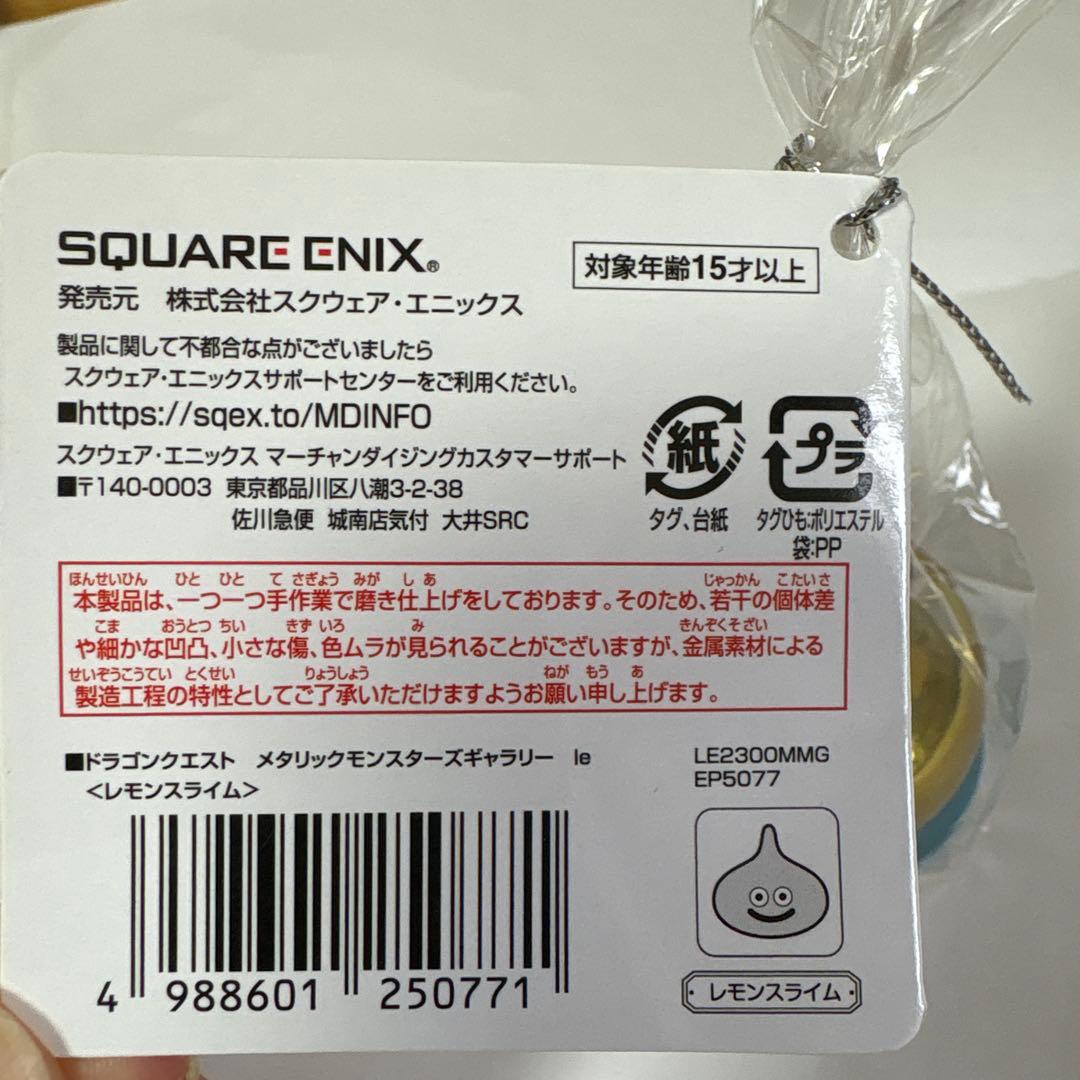 SQUARE ENIX®
対象年齢15才以上
発売元 株式会社スクウェア・エニックス
製品に関して不都合な点がございましたら
スクウェア・エニックスサポートセンターをご利用ください。
■https://sqex.to/MDINFO
スクウェア・エニックス マーチャンダイジングカスタマーサポート
■〒140-0003 東京都品川区八潮3-2-38
佐川急便 城南店気付 大井SRC
紙
タグ、台紙
プラ
タグひも:ポリエステル
袋:PP
ほんせいひん ひと ひと て さぎょう みが し あ じゃっかん こたいさ
本製品は、一つ一つ手作業で磨き仕上げをしております。そのため、若干の個体差
こま おうとつ ちい きず いろ み きんぞくそざい
や細かな凹凸、小さな傷、色ムラが見られることがございますが、金属素材による
せいぞうこうてい とくせい りょうしょう ねが もう あ
製造工程の特性としてご了承いただけますようお願い申し上げます。
■ドラゴンクエスト メタリックモンスターズギャラリー le
<レモンスライム>
LE2300MMG
EP5077
4 988601 250771
レモンスライム